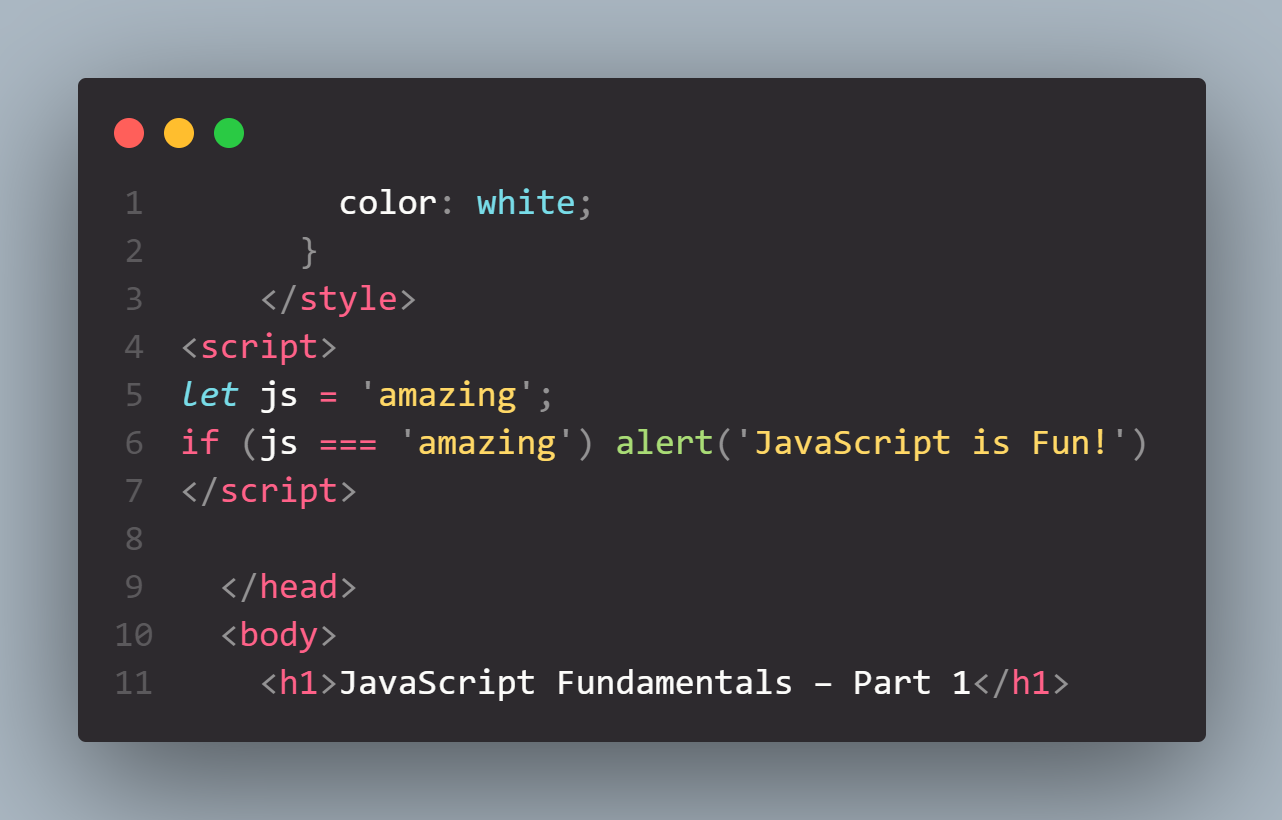 1         color: white;
2       }
3     </style>
4 <script>
5 let js = 'amazing';
6 if (js === 'amazing') alert('JavaScript is Fun!')
7 </script>
8
9   </head>
10   <body>
11     <h1>JavaScript Fundamentals – Part 1</h1>